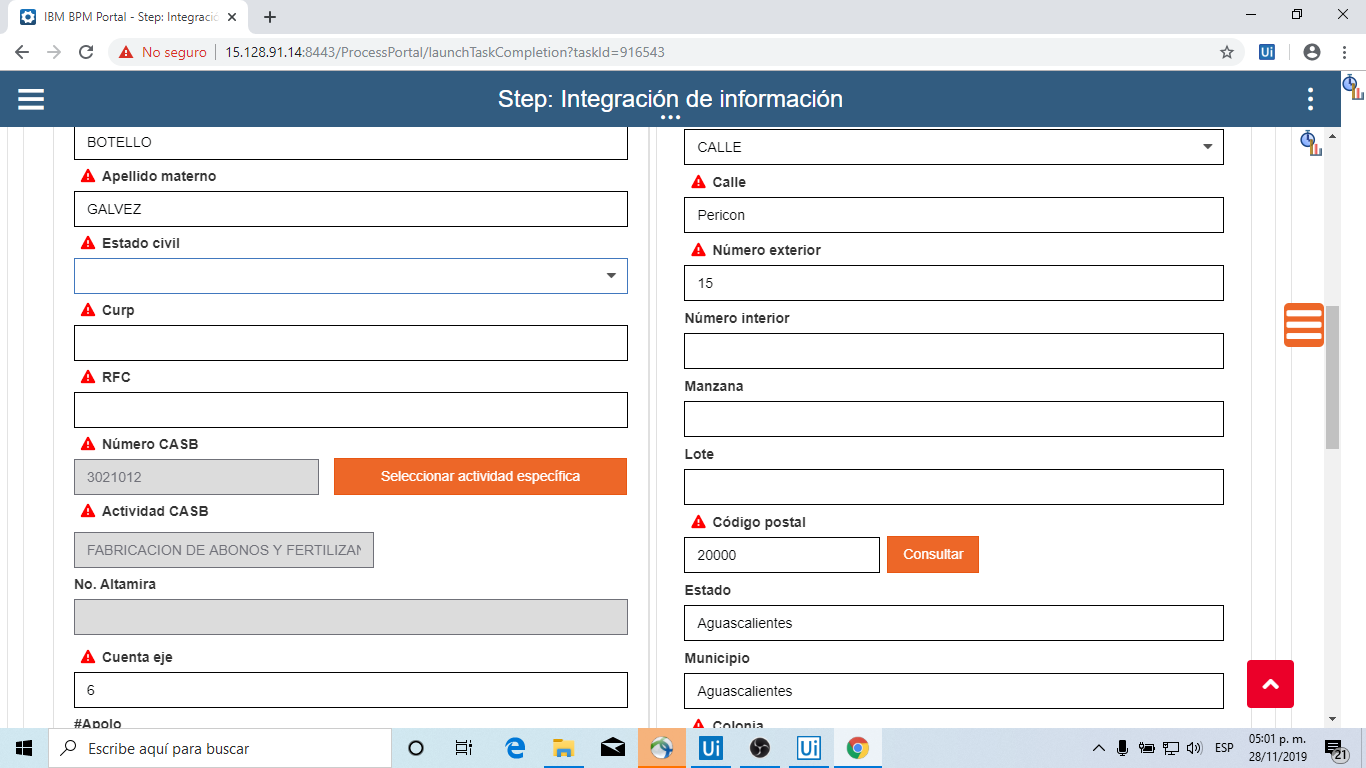 IBM BPM Portal - Step: Integració
No seguro
15.128.91.14:8443/ProcessPortal/launchTaskCompletion?taskId=916543
Ui
Step: Integración de información
BOTELLO
Apellido materno
GALVEZ
Estado civil
Curp
RFC
Número CASB
3021012
Seleccionar actividad específica
Actividad CASB
FABRICACION DE ABONOS Y FERTILIZAN
No. Altamira
Cuenta eje
6
#Apolo
CALLE
Calle
Pericon
Número exterior
15
Número interior
Manzana
Lote
Código postal
20000
Consultar
Estado
Aguascalientes
Municipio
Aguascalientes
Colonia
Escribe aquí para buscar
Ui
Ui
ESP
05:01 p. m.
28/11/2019
21